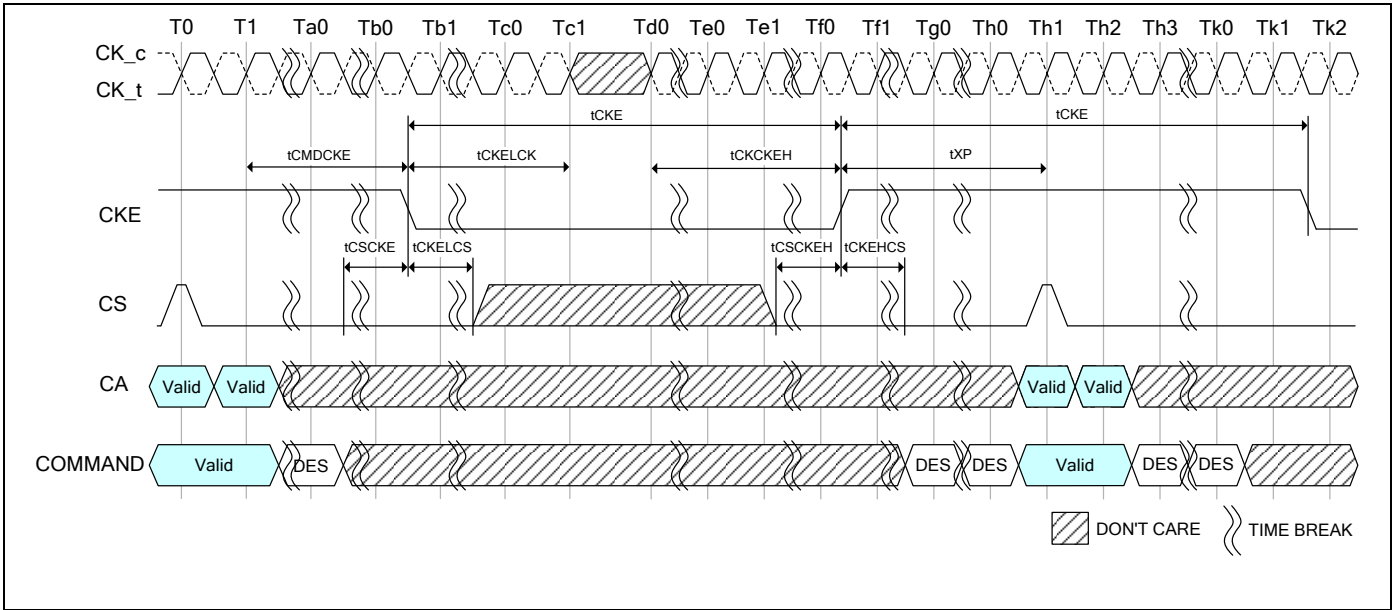 T0 T1 Ta0 Tb0 Tb1 Tc0 Tc1 Td0 Te0 Te1 Tf0 Tf1 Tg0 Th0 Th1 Th2 Th3 Tk0 Tk1 Tk2
CK_c
CK_t
tCKE tCKE
tCMDCKE tCKELCK tCKCKEH tXP
CKE
tCSCKE tCKELCS tCSCKEH tCKEHCS
CS
CA Valid Valid Valid Valid
COMMAND Valid DES DES DES Valid DES DES
DON'T CARE TIME BREAK